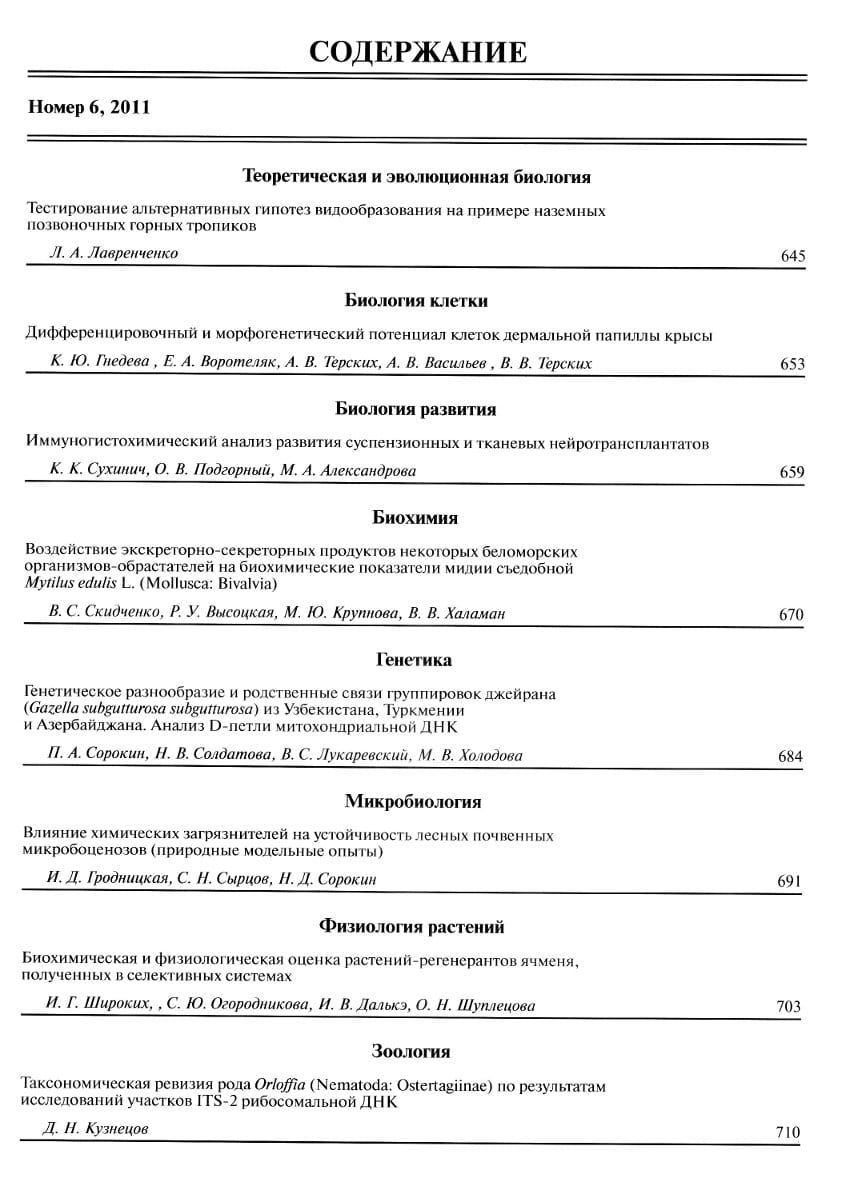 СОДЕРЖАНИЕ
Номер 6, 2011
Теоретическая и эволюционная биология
Тестирование альтернативных гипотез видообразования на примере наземных
позвоночных горных тропиков
Л. А. Лавренченко 645
Биология клетки
Дифференцировочный и морфогенетический потенциал клеток дермальной папиллы крысы
К. Ю. Гнедева , Е. А. Воротеляк, А. В. Терских, А. В. Васильев , В. В. Терских 653
Биология развития
Иммуногистохимический анализ развития суспензионных и тканевых нейротрансплантатов
К. К. Сухинич, О. В. Подгорный, М. А. Александрова 659
Биохимия
Воздействие экскреторно-секреторных продуктов некоторых беломорских
организмов-обрастателей на биохимические показатели мидии съедобной
Mytilus edulis L. (Mollusca: Bivalvia)
В. С. Скидченко, Р. У. Высоцкая, М. Ю. Крупнова, В. В. Халаман 670
Генетика
Генетическое разнообразие и родственные связи группировок джейрана
(Gazella subgutturosa subgutturosa) из Узбекистана, Туркмении
и Азербайджана. Анализ D-петли митохондриальной ДНК
П. А. Сорокин, Н. В. Солдатова, В. С. Лукаревский, М. В. Холодова 684
Микробиология
Влияние химических загрязнителей на устойчивость лесных почвенных
микробоценозов (природные модельные опыты)
И. Д. Гродницкая, С. Н. Сырцов, Н. Д. Сорокин 691
Физиология растений
Биохимическая и физиологическая оценка растений-регенерантов ячменя,
полученных в селективных системах
И. Г. Широких, , С. Ю. Огородникова, И. В. Далькэ, О. Н. Шуплецова 703
Зоология
Таксономическая ревизия рода Orloffia (Nematoda: Ostertagiinae) по результатам
исследований участков ITS-2 рибосомальной ДНК
Д. Н. Кузнецов 710